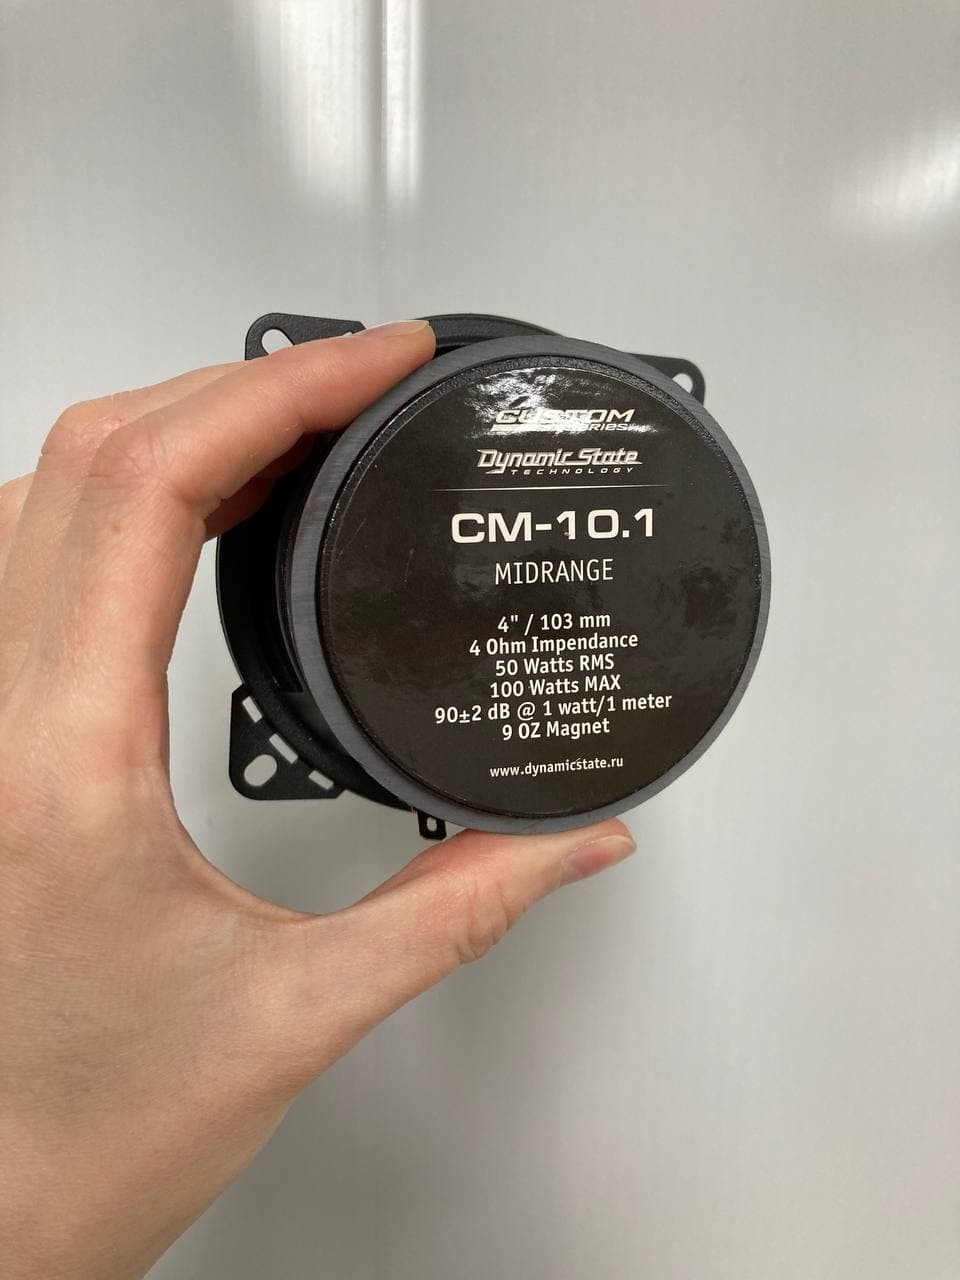 CUSTOM
SERIES
Dynamic State
TECHNOLOGY
CM-10.1
MIDRANGE
4" / 103 mm
4 Ohm Impendance
50 Watts RMS
100 Watts MAX
90±2 dB @ 1 watt/1 meter
9 OZ Magnet
www.dynamicstate.ru